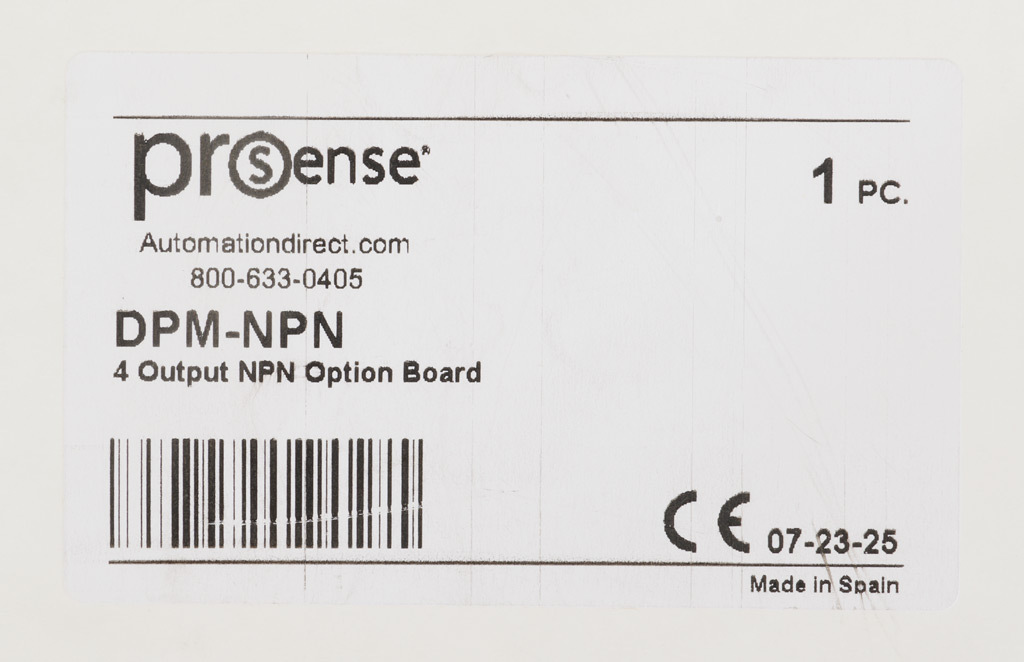 prosense®
1 PC.
Automationdirect.com
800-633-0405
DPM-NPN
4 Output NPN Option Board
CE 07-23-25
Made in Spain